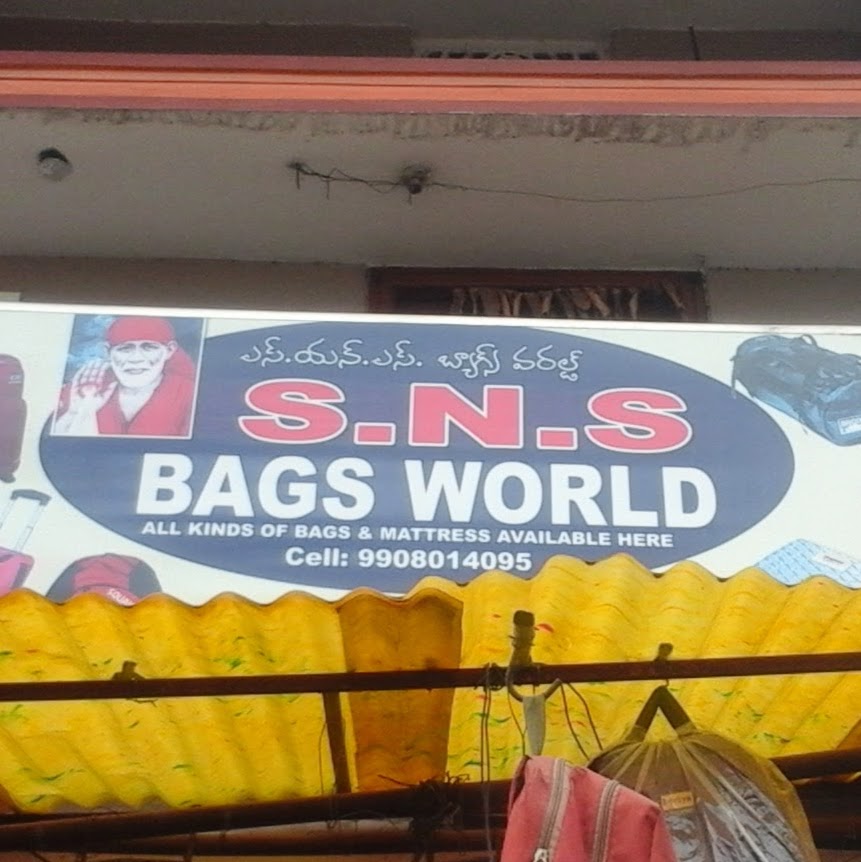 ఎస్.యన్.ఎస్. బ్యాగ్స్ వరల్డ్
S.N.S
BAGS WORLD
ALL KINDS OF BAGS & MATTRESS AVAILABLE HERE
Cell: 9908014095